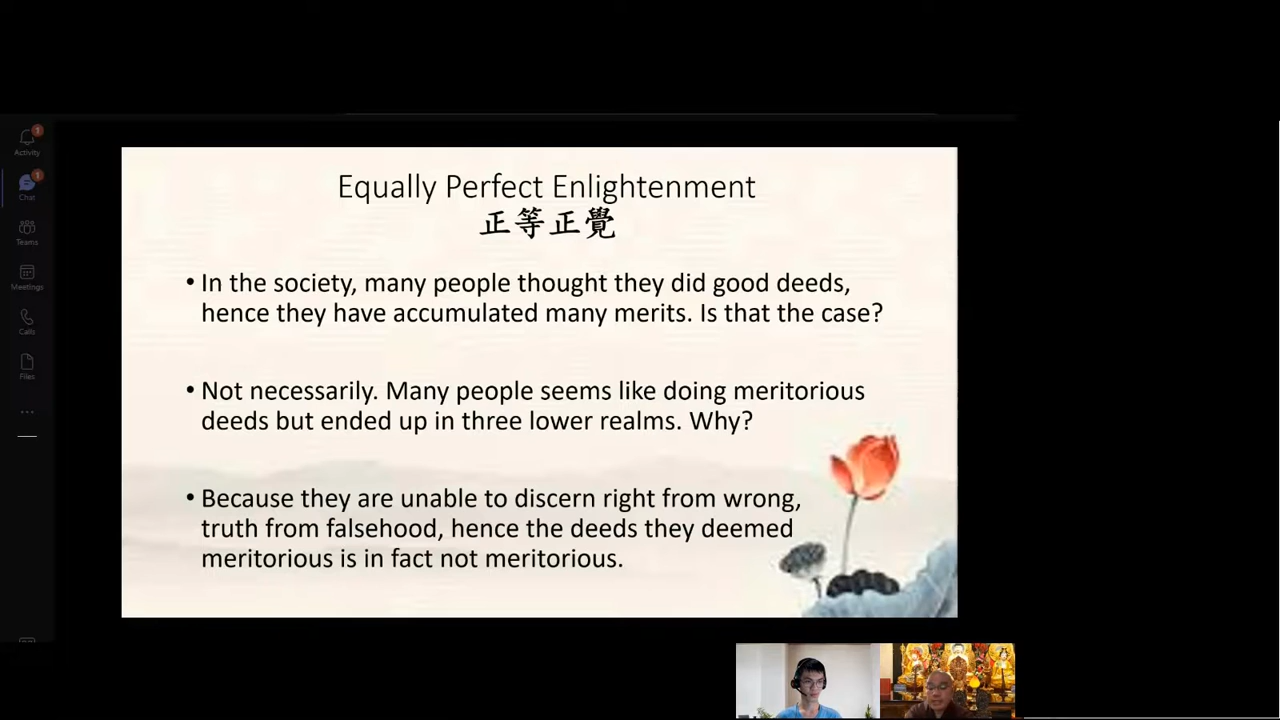 Activity
1
Chat
1
Teams
Meetings
Calls
Files
Equally Perfect Enlightenment
正等正覺
• In the society, many people thought they did good deeds,
hence they have accumulated many merits. Is that the case?
• Not necessarily. Many people seems like doing meritorious
deeds but ended up in three lower realms. Why?
• Because they are unable to discern right from wrong,
truth from falsehood, hence the deeds they deemed
meritorious is in fact not meritorious.